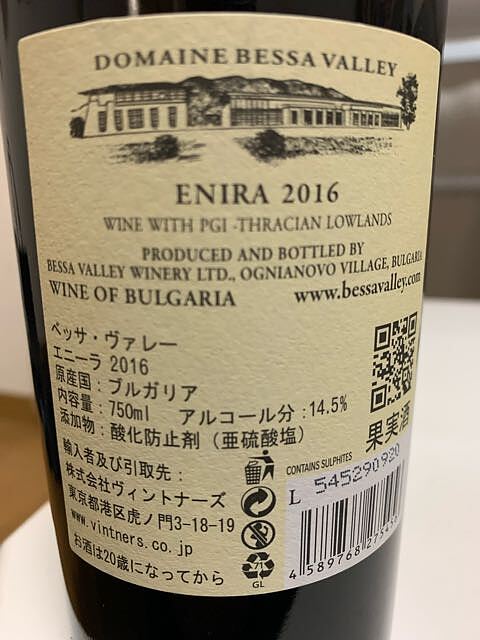 DOMAINE BESSA VALLEY
ENIRA 2016
WINE WITH PGI -THRACIAN LOWLANDS
PRODUCED AND BOTTLED BY
BESSA VALLEY WINERY LTD., OGNIANOVO VILLAGE, BULGARIA
WINE OF BULGARIA
www.bessavalley.com
ベッサ・ヴァレー
エニーラ 2016
原産国：ブルガリア
内容量：750ml アルコール分：14.5%
添加物：酸化防止剤（亜硫酸塩）
果実酒
輸入者及び引取先：
株式会社ヴィントナーズ
東京都港区虎ノ門3-18-19
www.vintners.co.jp
お酒は20歳になってから
71
GL
CONTAINS SULPHITES
L 545290920
4 589768